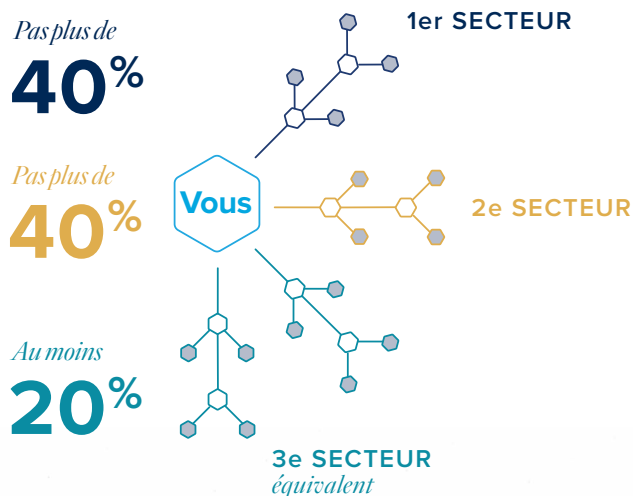 Pas plus de
40%
1er SECTEUR
Pas plus de
40%
Vous
2e SECTEUR
Au moins
20%
3e SECTEUR
équivalent